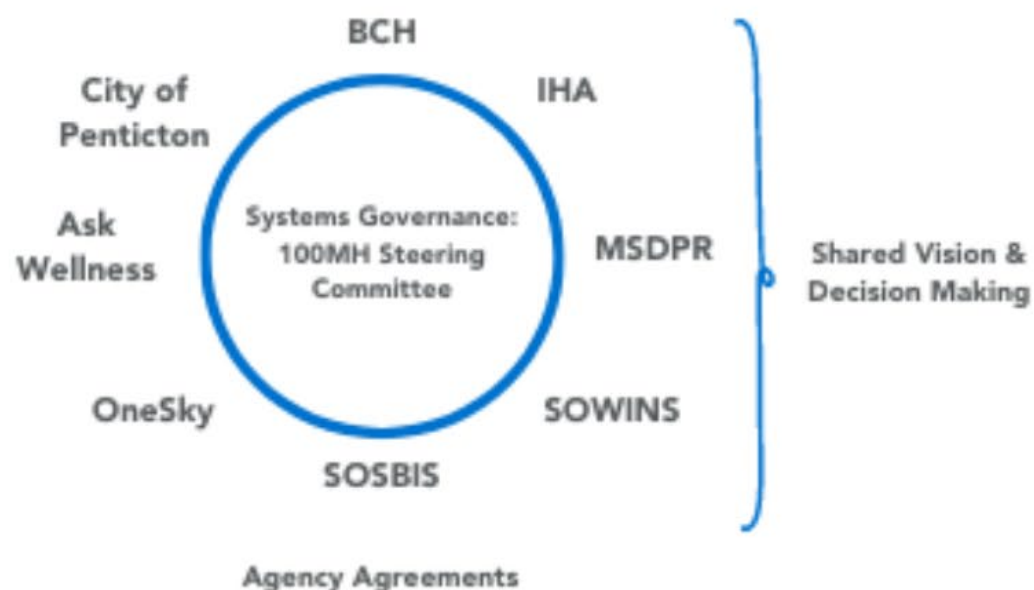 BCH
City of
Penticton
IHA
Ask
Wellness
Systems Governance:
100MH Steering
Committee
MSDPR
Shared Vision &
Decision Making
OneSky
SOWINS
SOSBIS
Agency Agreements